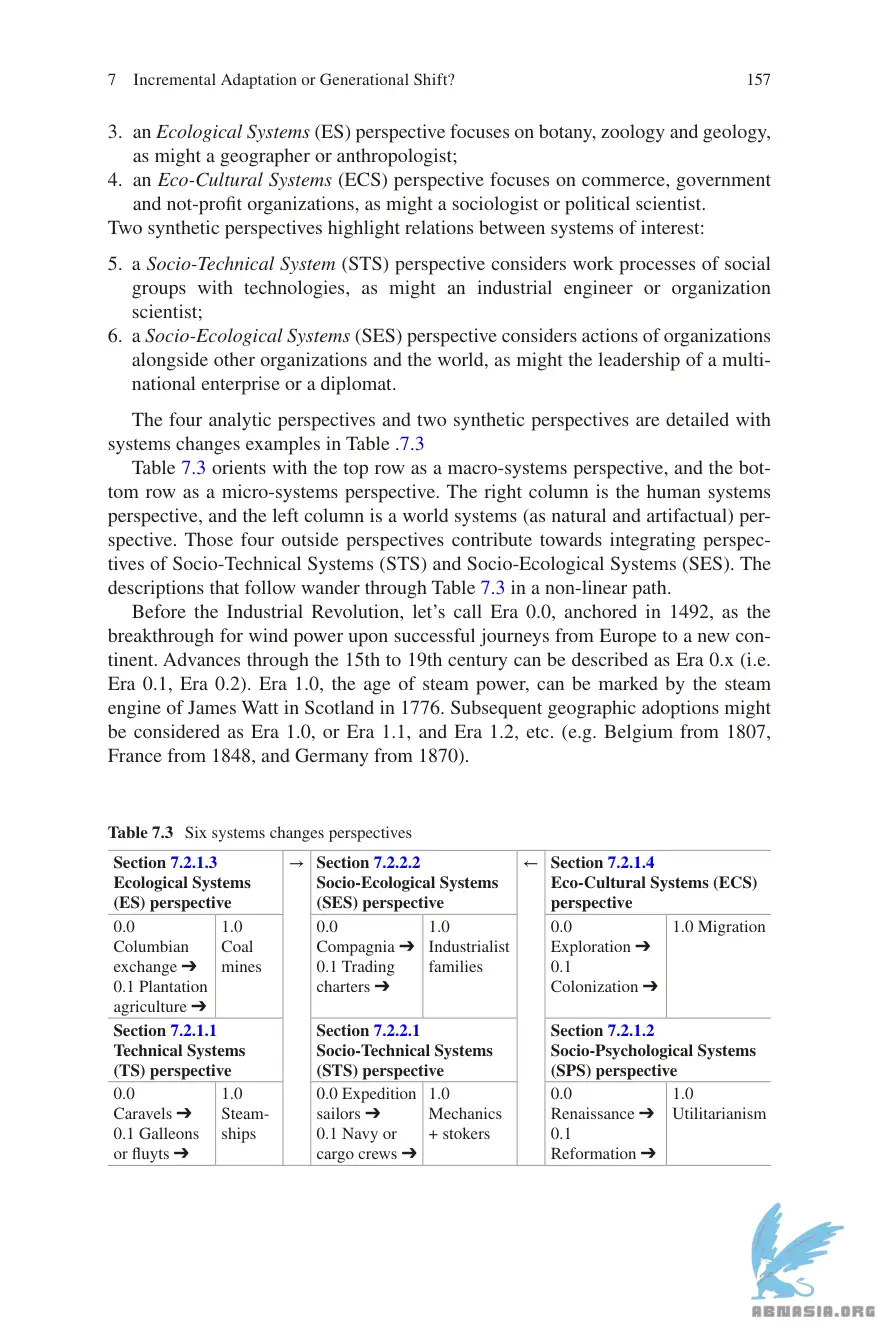 7 Incremental Adaptation or Generational Shift? 157
3. an Ecological Systems (ES) perspective focuses on botany, zoology and geology,
as might a geographer or anthropologist;
4. an Eco-Cultural Systems (ECS) perspective focuses on commerce, government
and not-profit organizations, as might a sociologist or political scientist.
Two synthetic perspectives highlight relations between systems of interest:
5. a Socio-Technical System (STS) perspective considers work processes of social
groups with technologies, as might an industrial engineer or organization
scientist;
6. a Socio-Ecological Systems (SES) perspective considers actions of organizations
alongside other organizations and the world, as might the leadership of a multi-
national enterprise or a diplomat.
The four analytic perspectives and two synthetic perspectives are detailed with
systems changes examples in Table .7.3
Table 7.3 orients with the top row as a macro-systems perspective, and the bot-
tom row as a micro-systems perspective. The right column is the human systems
perspective, and the left column is a world systems (as natural and artifactual) per-
spective. Those four outside perspectives contribute towards integrating perspec-
tives of Socio-Technical Systems (STS) and Socio-Ecological Systems (SES). The
descriptions that follow wander through Table 7.3 in a non-linear path.
Before the Industrial Revolution, let's call Era 0.0, anchored in 1492, as the
breakthrough for wind power upon successful journeys from Europe to a new con-
tinent. Advances through the 15th to 19th century can be described as Era 0.x (i.e.
Era 0.1, Era 0.2). Era 1.0, the age of steam power, can be marked by the steam
engine of James Watt in Scotland in 1776. Subsequent geographic adoptions might
be considered as Era 1.0, or Era 1.1, and Era 1.2, etc. (e.g. Belgium from 1807,
France from 1848, and Germany from 1870).
Table 7.3 Six systems changes perspectives
Section 7.2.1.3 → Section 7.2.2.2 ← Section 7.2.1.4
Ecological Systems Socio-Ecological Systems Eco-Cultural Systems (ECS)
(ES) perspective (SES) perspective perspective
0.0 1.0 0.0 1.0 0.0 1.0 Migration
Columbian Coal Compagnia ➔ Industrialist Exploration ➔
exchange ➔ mines 0.1 Trading families 0.1
0.1 Plantation charters ➔ Colonization ➔
agriculture ➔
Section 7.2.1.1 Section 7.2.2.1 Section 7.2.1.2
Technical Systems Socio-Technical Systems Socio-Psychological Systems
(TS) perspective (STS) perspective (SPS) perspective
0.0 1.0 0.0 Expedition 1.0 0.0 1.0
Caravels ➔ Steam- sailors ➔ Mechanics Renaissance ➔ Utilitarianism
0.1 Galleons ships 0.1 Navy or + stokers 0.1
or fluyts ➔ cargo crews ➔ Reformation ➔
ABNASIA.ORG